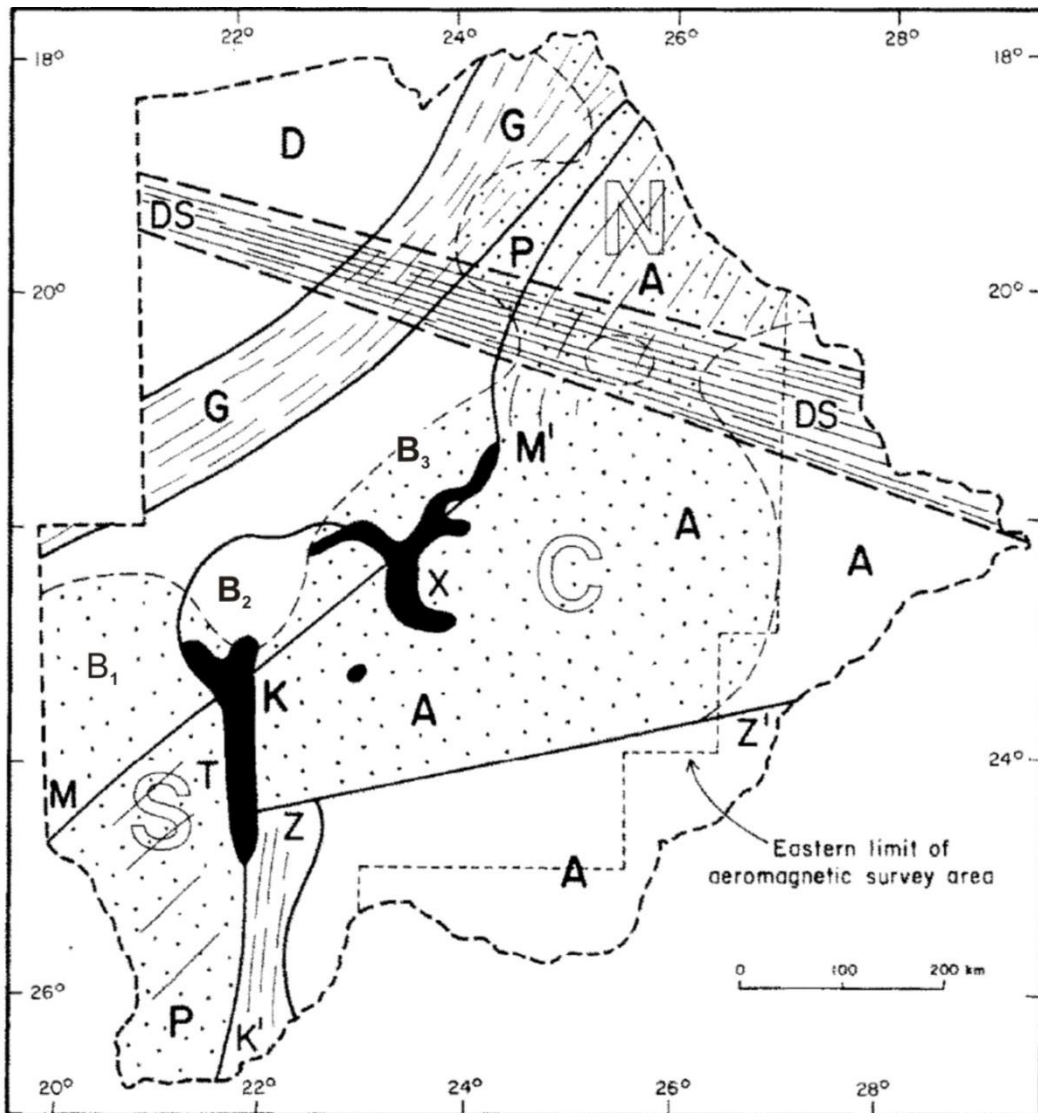 22° 24° 26° 28°
18° 18°
D G
N
DS P
A
20° 20°
G DS
B₃ M'
A
C A
B₂ X
B₁
K A
Z'
M T 24°
S Z
Eastern limit of
aeromagnetic survey area
A
0 100 200 km
26°
P K'
20° 22° 24° 26° 28°